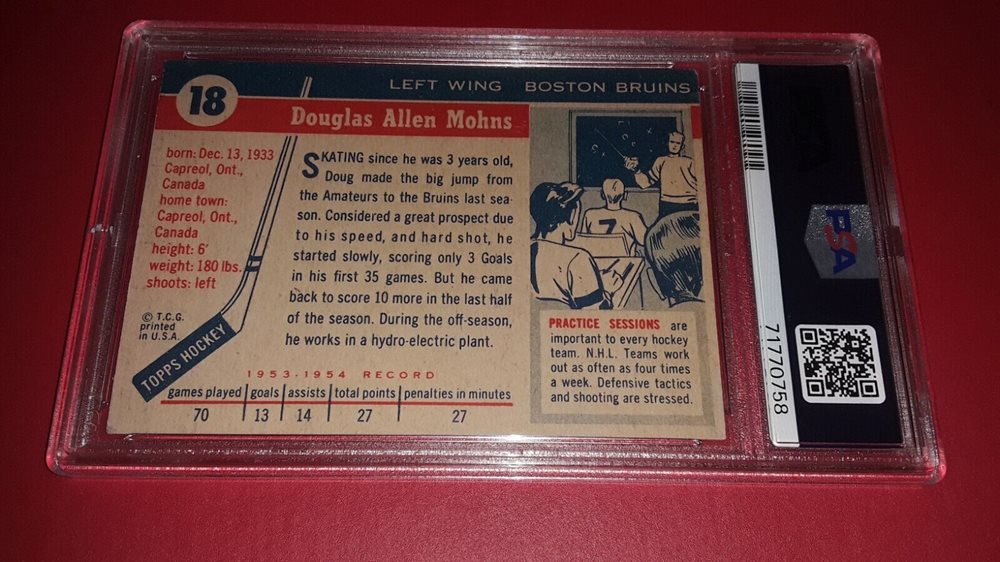 18
LEFT WING BOSTON BRUINS
Douglas Allen Mohns
born: Dec. 13, 1933
Capreol, Ont.,
Canada
home town:
Capreol, Ont.,
Canada
height: 6'
weight: 180 lbs.
shoots: left
© T.C.G.
printed
in U.S.A.
TOPPS HOCKEY
SKATING since he was 3 years old,
Doug made the big jump from
the Amateurs to the Bruins last sea-
son. Considered a great prospect due
to his speed, and hard shot, he
started slowly, scoring only 3 Goals
in his first 35 games. But he came
back to score 10 more in the last half
of the season. During the off-season,
he works in a hydro-electric plant.
1953-1954 RECORD
games played goals assists total points penalties in minutes
70 13 14 27 27
7
PRACTICE SESSIONS are
important to every hockey
team. N.H.L. Teams work
out as often as four times
a week. Defensive tactics
and shooting are stressed.
71770758
PSA